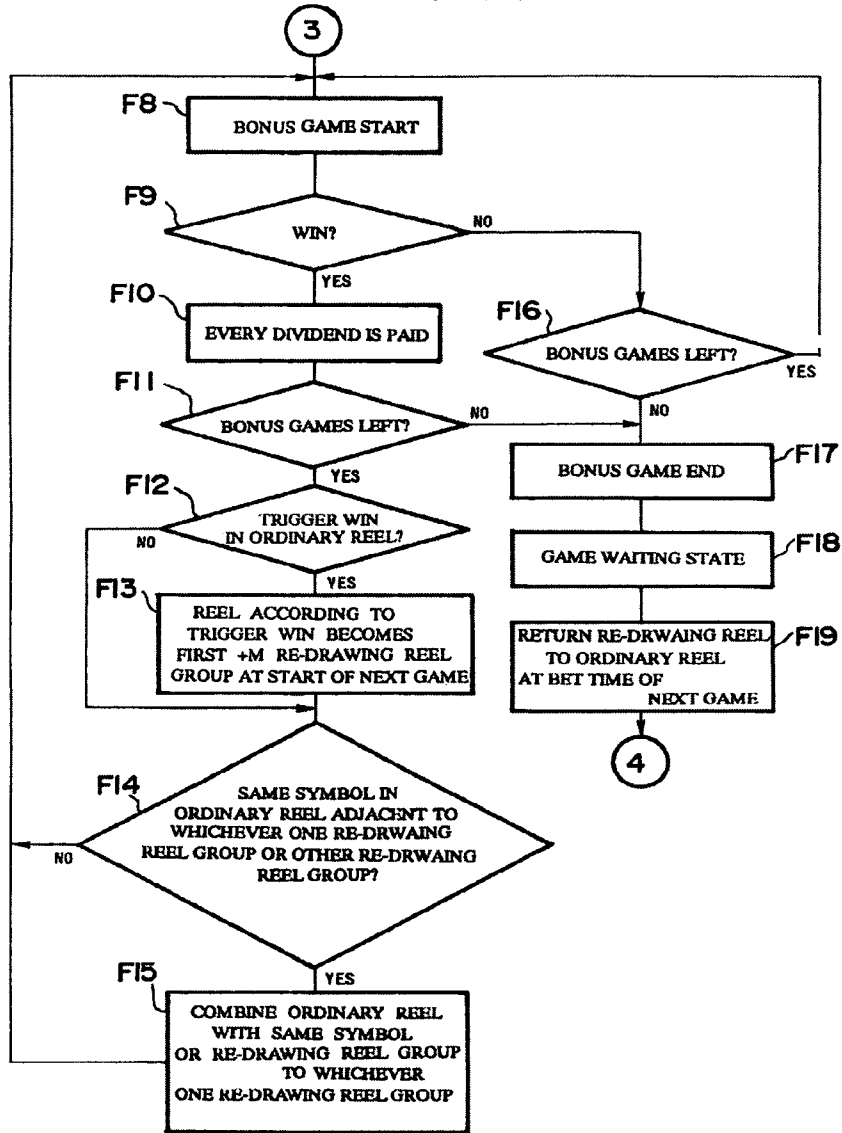 3
F8
BONUS GAME START
F9
WIN?
NO
YES
F10
EVERY DIVIDEND IS PAID
F16
BONUS GAMES LEFT?
YES
NO
F11
BONUS GAMES LEFT?
NO
YES
F17
BONUS GAME END
F12
TRIGGER WIN
IN ORDINARY REEL?
NO
YES
F18
GAME WAITING STATE
F13
REEL ACCORDING TO
TRIGGER WIN BECOMES
FIRST +M RE-DRAWING REEL
GROUP AT START OF NEXT GAME
F19
RETURN RE-DRWAING REEL
TO ORDINARY REEL
AT BET TIME OF
NEXT GAME
4
F14
SAME SYMBOL IN
ORDINARY REEL ADJACENT TO
WHICHEVER ONE RE-DRWAING
REEL GROUP OR OTHER RE-DRWAING
REEL GROUP?
NO
YES
F15
COMBINE ORDINARY REEL
WITH SAME SYMBOL
OR RE-DRAWING REEL GROUP
TO WHICHEVER
ONE RE-DRAWING REEL GROUP